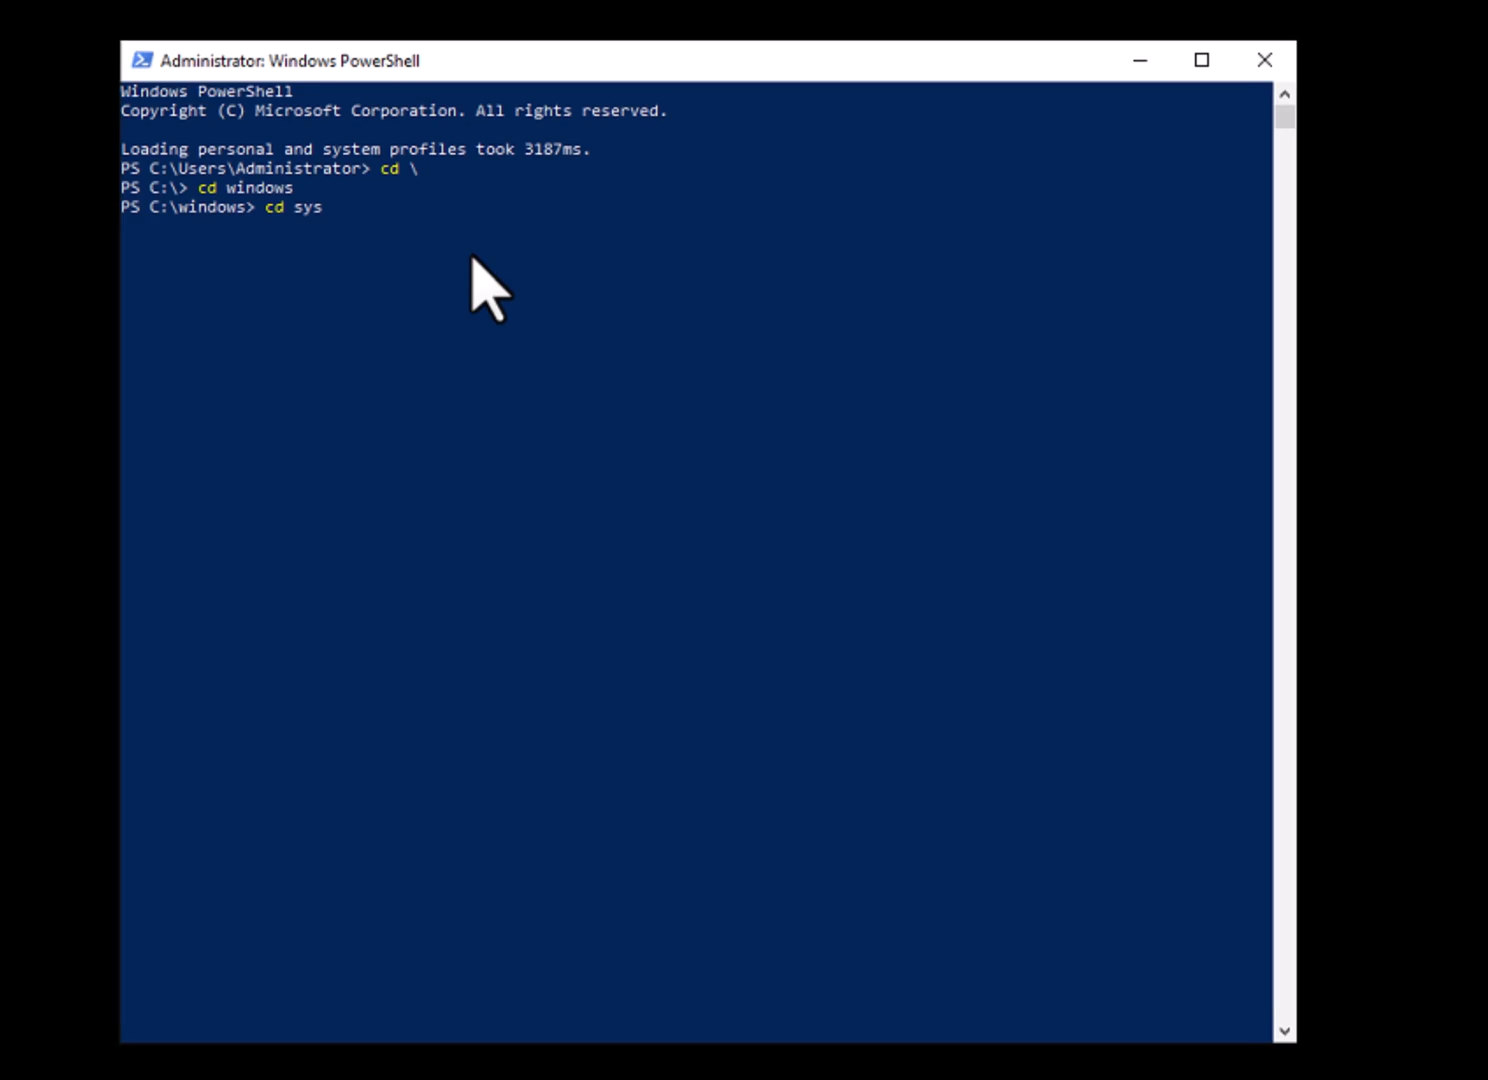 Administrator: Windows PowerShell
Windows PowerShell
Copyright (C) Microsoft Corporation. All rights reserved.
Loading personal and system profiles took 3187ms.
PS C:\Users\Administrator> cd \
PS C:\> cd windows
PS C:\windows> cd sys